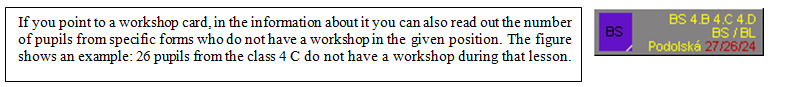 If you point to a workshop card, in the information about it you can also read out the number
of pupils from specific forms who do not have a workshop in the given position. The figure
shows an example: 26 pupils from the class 4 C do not have a workshop during that lesson.
BS
BS 4.B 4.C 4.D
BS / BL
Podolská 27/26/24